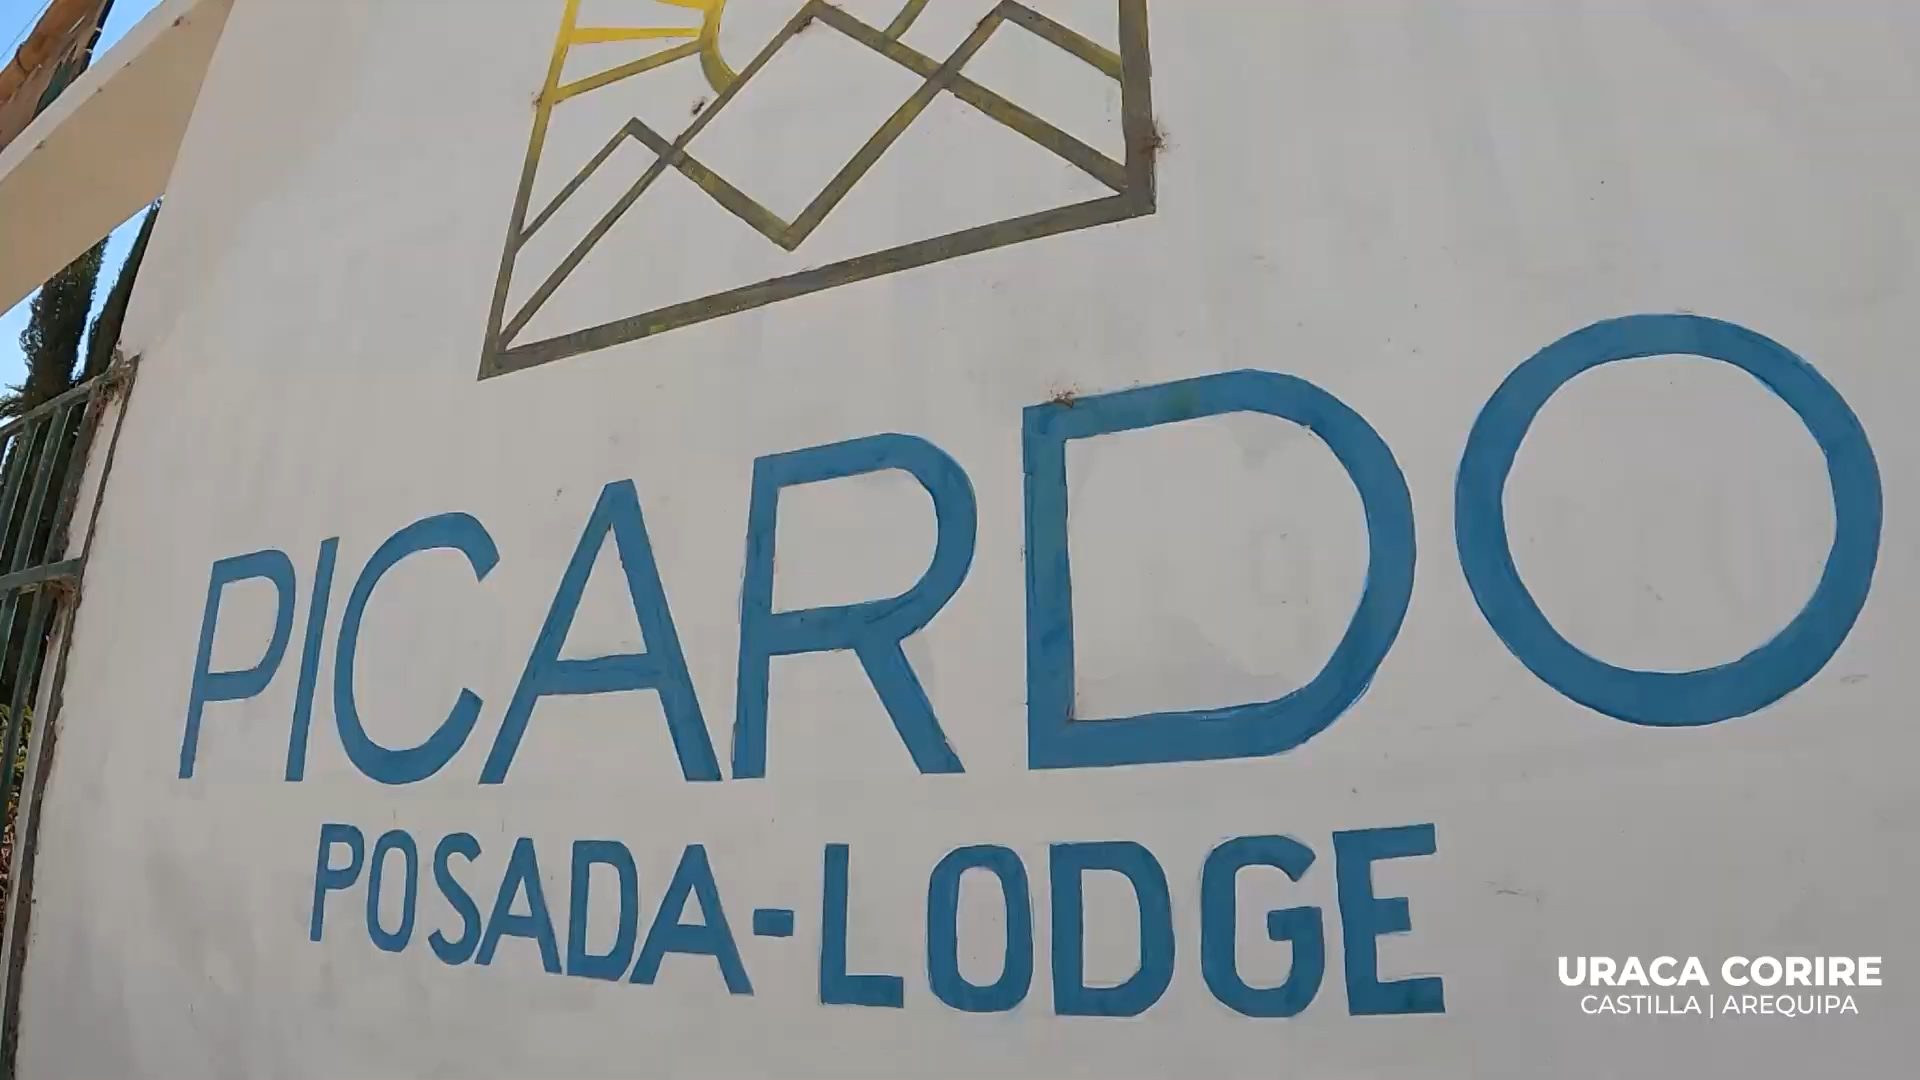 PICARDO
POSADA-LODGE
URACA CORIRE
CASTILLA | AREQUIPA